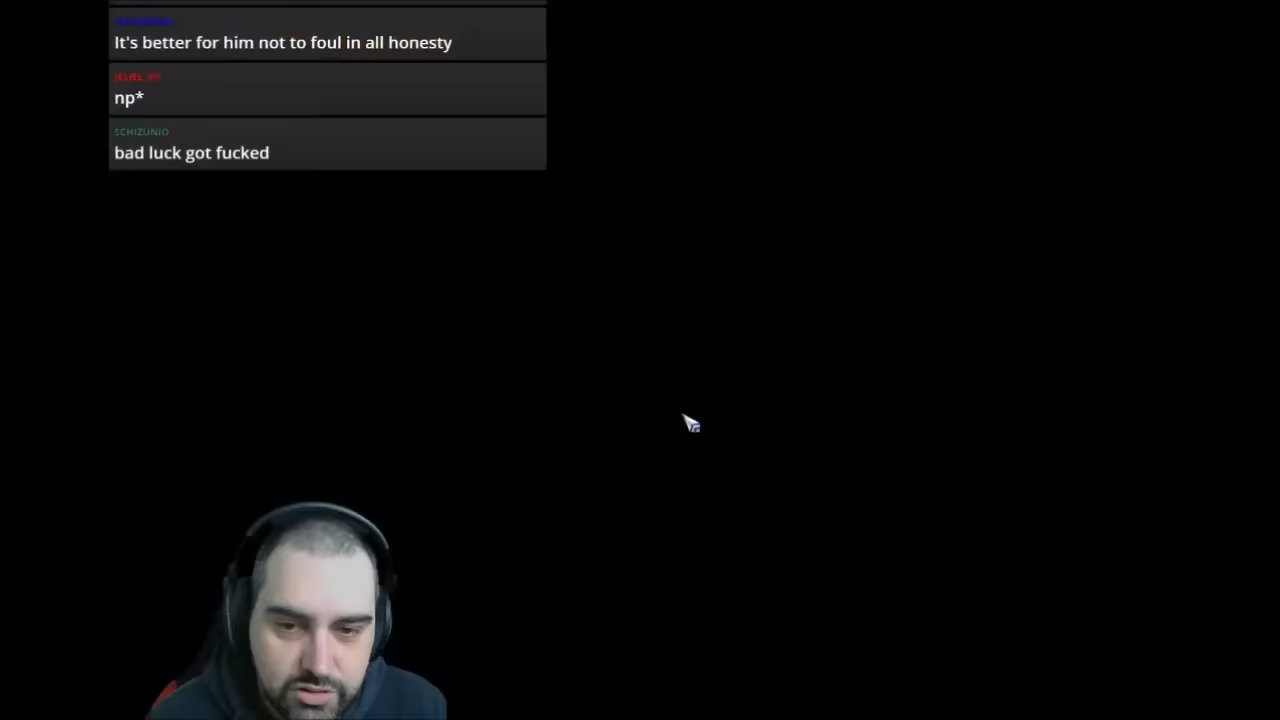 It's better for him not to foul in all honesty
np*
SCHIZUNIO
bad luck got fucked